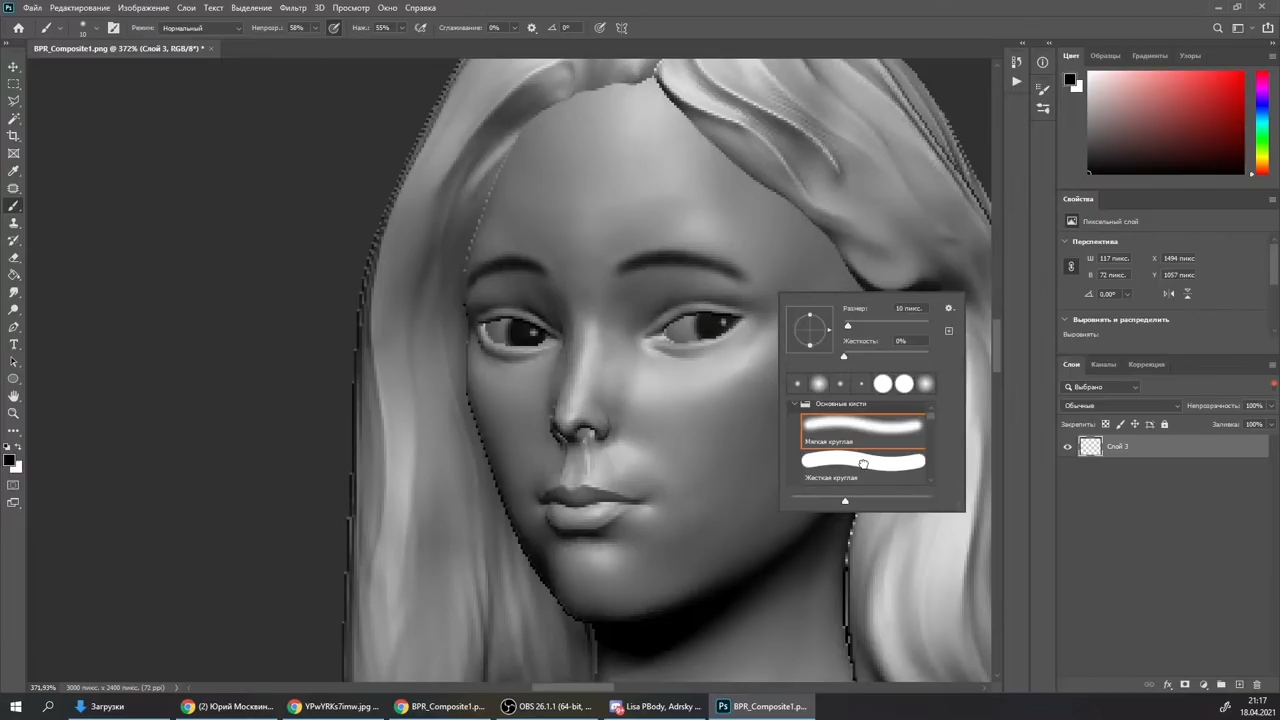 Файл Редактирование Изображение Слои Текст Выделение Фильтр 3D Просмотр Окно Справка
10 Режим: Нормальный Непрозр.: 58% Наж.: 55% Сглаживание: 0% 0°
BPR_Composite1.png @ 372% (Слой 3, RGB/8*) *
Цвет Образцы Градиенты Узоры
Свойства
Пиксельный слой
Перспектива
Ш 117 пикс. X 1494 пикс
В 72 пикс. Y 1057 пикс
0,00°
Выровнять и распределить
Выровнять:
Размер: 10 пикс.
Жесткость: 0%
Основные кисти
Мягкая круглая
Жесткая круглая
Слои Каналы Коррекция
Выбрано
Обычные Непрозрачность: 100%
Закрепить: Заливка: 100%
Слой 3
371,93% 3000 пикс. x 2400 пикс. (72 ppi)
Загрузки (2) Юрий Москвин... YPwYRKs7imw.jpg ... BPR_Composite1.p... OBS 26.1.1 (64-bit, ... Lisa PBody, Adrsky ... BPR_Composite1.p...
18.04.2021